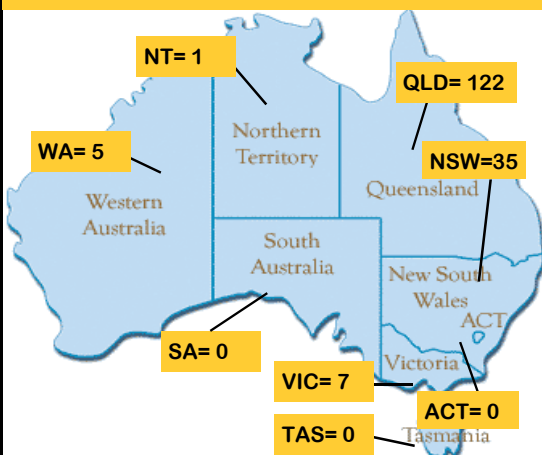 NT= 1
QLD= 122
Northern
Territory
WA= 5
NSW=35
Queensland
Western
Australia
South
Australia
New South
Wales
ACT
SA= 0
Victoria
VIC= 7
ACT= 0
TAS= 0
Tasmania